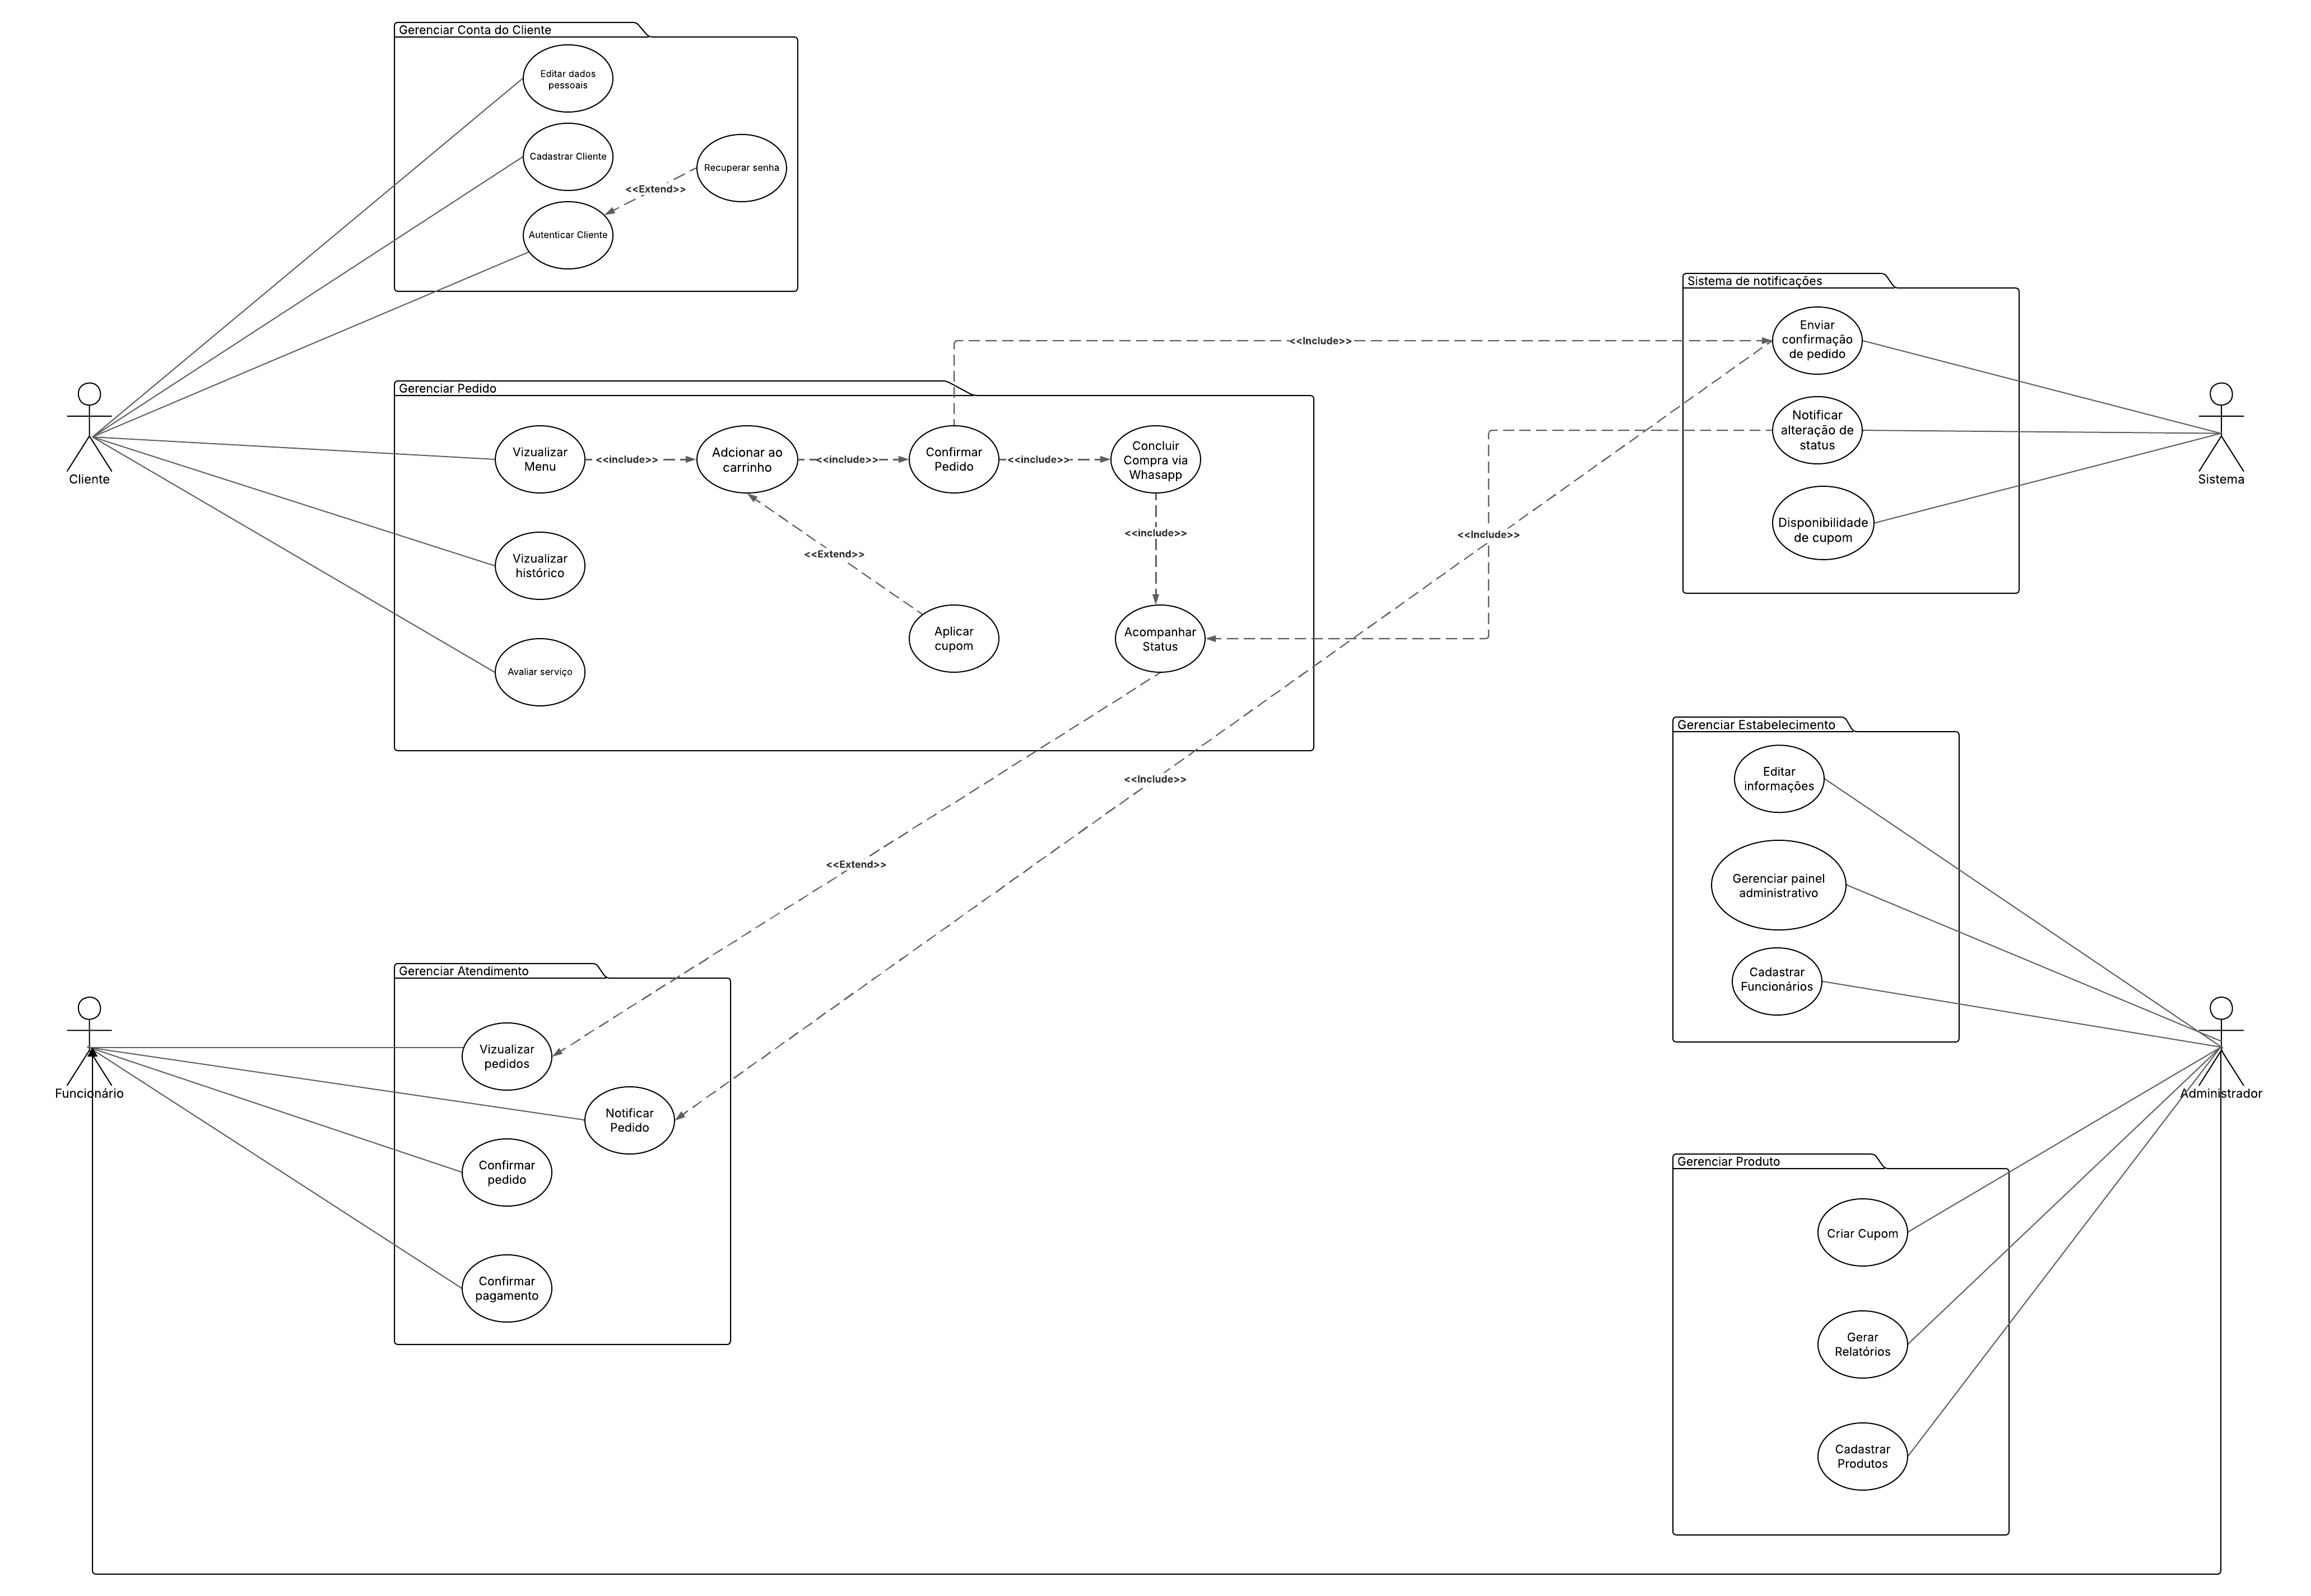 Gerenciar Conta do Cliente
Editar dados
pessoais
Cadastrar Cliente
Recuperar senha
<<Extend>>
Autenticar Cliente
Sistema de notificações
Enviar
confirmação
de pedido
<<Include>>
Notificar
alteração de
status
Disponibilidade
de cupom
Sistema
Cliente
Gerenciar Pedido
Vizualizar
Menu
<<include>>
Adcionar ao
carrinho
<<include>>
Confirmar
Pedido
<<include>>
Concluir
Compra via
Whasapp
<<include>>
<<Include>>
<<Extend>>
Vizualizar
histórico
Aplicar
cupom
Acompanhar
Status
Avaliar serviço
<<Include>>
<<Extend>>
Gerenciar Estabelecimento
Editar
informações
Gerenciar painel
administrativo
Cadastrar
Funcionários
Administrador
Funcionário
Gerenciar Atendimento
Vizualizar
pedidos
Notificar
Pedido
Confirmar
pedido
Confirmar
pagamento
Gerenciar Produto
Criar Cupom
Gerar
Relatórios
Cadastrar
Produtos